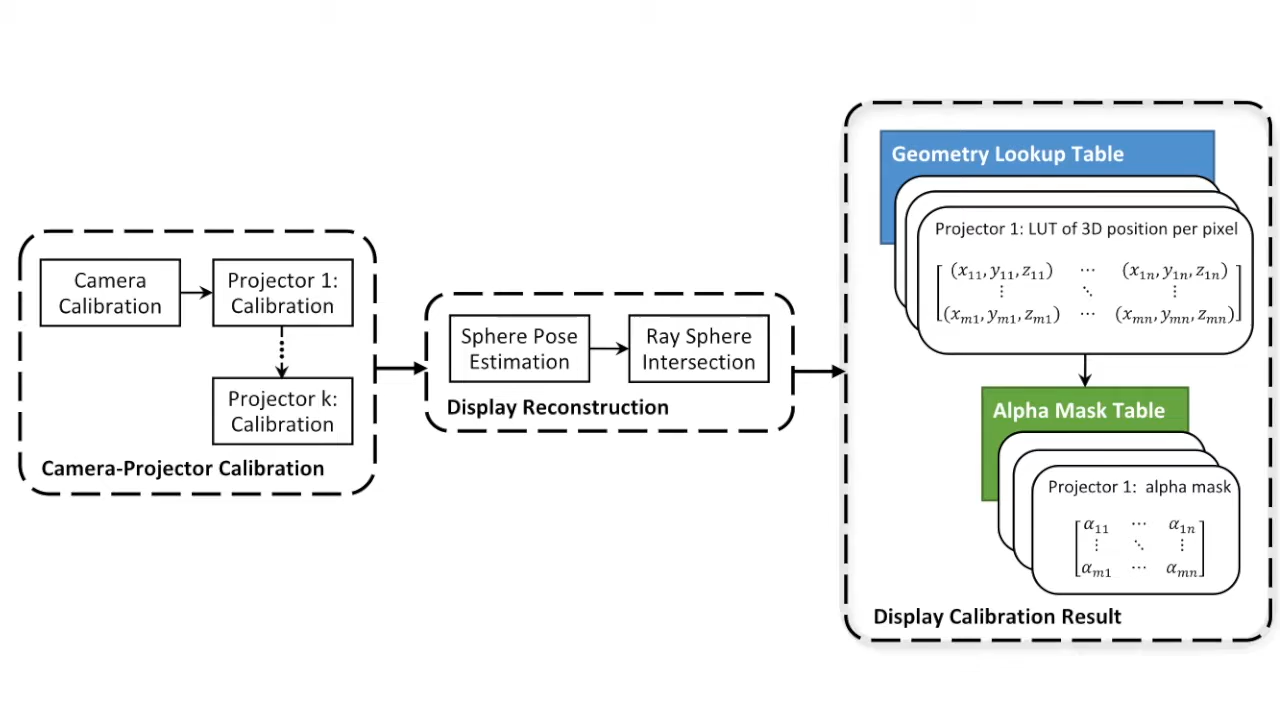 Camera
Calibration
Projector 1:
Calibration
Projector k:
Calibration
Camera-Projector Calibration
Sphere Pose
Estimation
Ray Sphere
Intersection
Display Reconstruction
Geometry Lookup Table
Projector 1: LUT of 3D position per pixel
(x₁₁, y₁₁, z₁₁) ⋯ (x₁ₙ, y₁ₙ, z₁ₙ)
⋮ ⋱ ⋮
(xₘ₁, yₘ₁, zₘ₁) ⋯ (xₘₙ, yₘₙ, zₘₙ)
Alpha Mask Table
Projector 1: alpha mask
α₁₁ ⋯ α₁ₙ
⋮ ⋱ ⋮
αₘ₁ ⋯ αₘₙ
Display Calibration Result